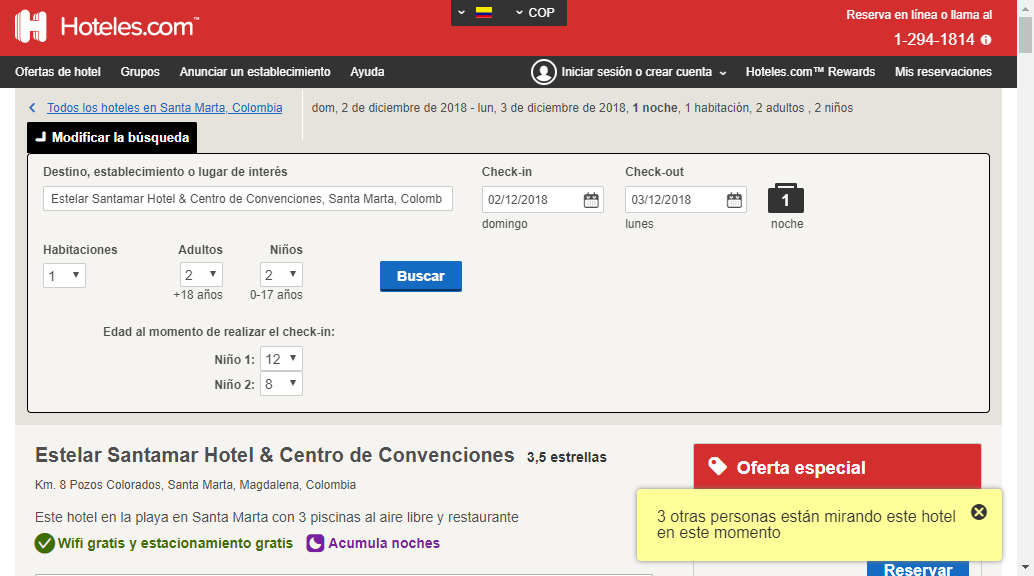 COP
Hoteles.com™
Reserva en línea o llama al
1-294-1814
Ofertas de hotel Grupos Anunciar un establecimiento Ayuda Iniciar sesión o crear cuenta Hoteles.com™ Rewards Mis reservaciones
Todos los hoteles en Santa Marta, Colombia dom, 2 de diciembre de 2018 - lun, 3 de diciembre de 2018, 1 noche, 1 habitación, 2 adultos , 2 niños
Modificar la búsqueda
Destino, establecimiento o lugar de interés Check-in Check-out
Estelar Santamar Hotel & Centro de Convenciones, Santa Marta, Colomb 02/12/2018 03/12/2018 1
domingo lunes noche
Habitaciones Adultos Niños
1 2 2 Buscar
+18 años 0-17 años
Edad al momento de realizar el check-in:
Niño 1: 12
Niño 2: 8
Estelar Santamar Hotel & Centro de Convenciones 3,5 estrellas
Oferta especial
Km. 8 Pozos Colorados, Santa Marta, Magdalena, Colombia
Este hotel en la playa en Santa Marta con 3 piscinas al aire libre y restaurante
Wifi gratis y estacionamiento gratis Acumula noches
3 otras personas están mirando este hotel
en este momento
Reservar